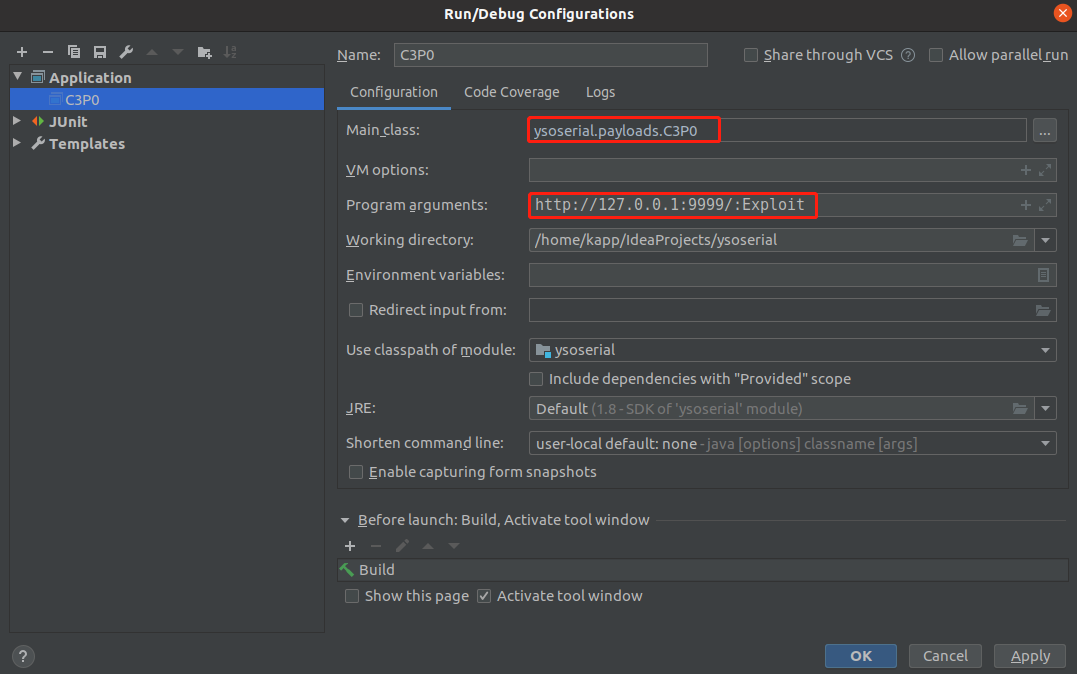 Run/Debug Configurations
Application
C3P0
JUnit
Templates
Name: C3P0 Share through VCS ? Allow parallel run
Configuration Code Coverage Logs
Main class: ysoserial.payloads.C3P0 ...
VM options:
Program arguments: http://127.0.0.1:9999/:Exploit
Working directory: /home/kapp/IdeaProjects/ysoserial
Environment variables:
Redirect input from:
Use classpath of module: ysoserial
Include dependencies with "Provided" scope
JRE: Default (1.8 - SDK of 'ysoserial' module)
Shorten command line: user-local default: none - java [options] classname [args]
Enable capturing form snapshots
Before launch: Build, Activate tool window
Build
Show this page Activate tool window
? OK Cancel Apply